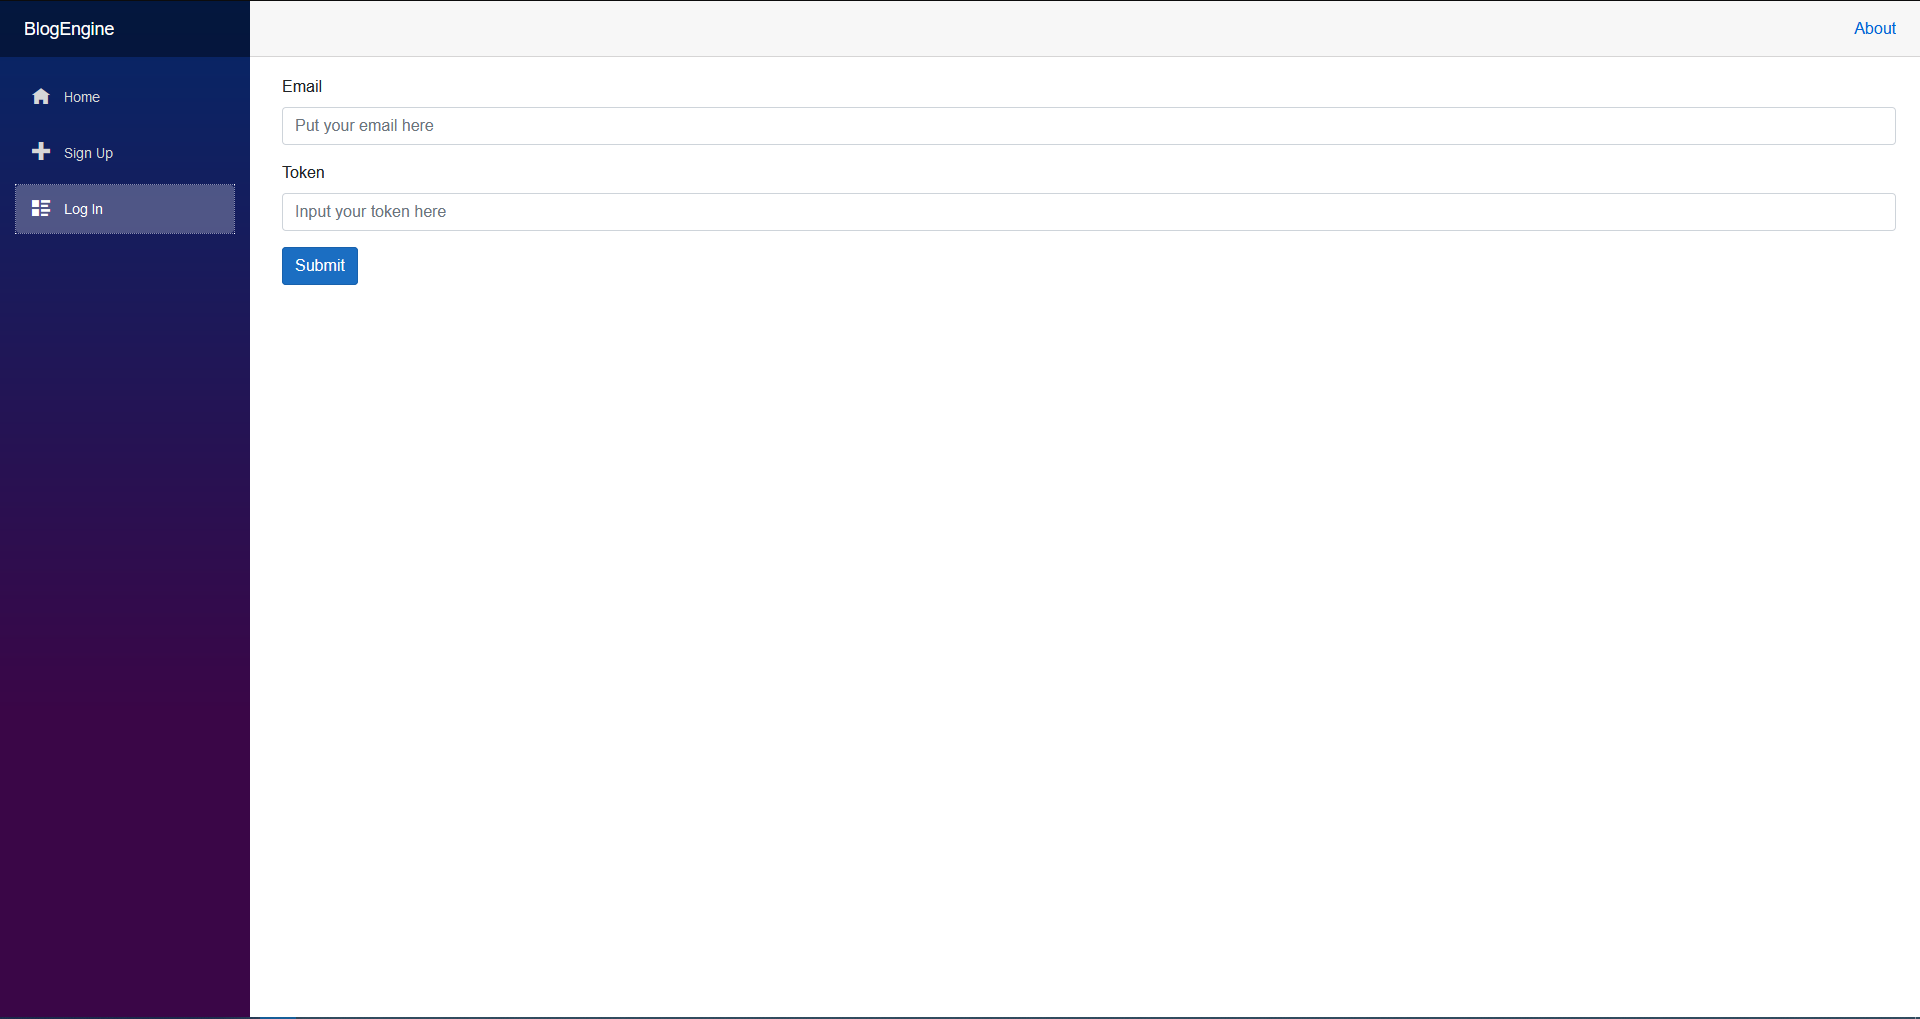 BlogEngine
About
Home
Sign Up
Log In
Email
Put your email here
Token
Input your token here
Submit